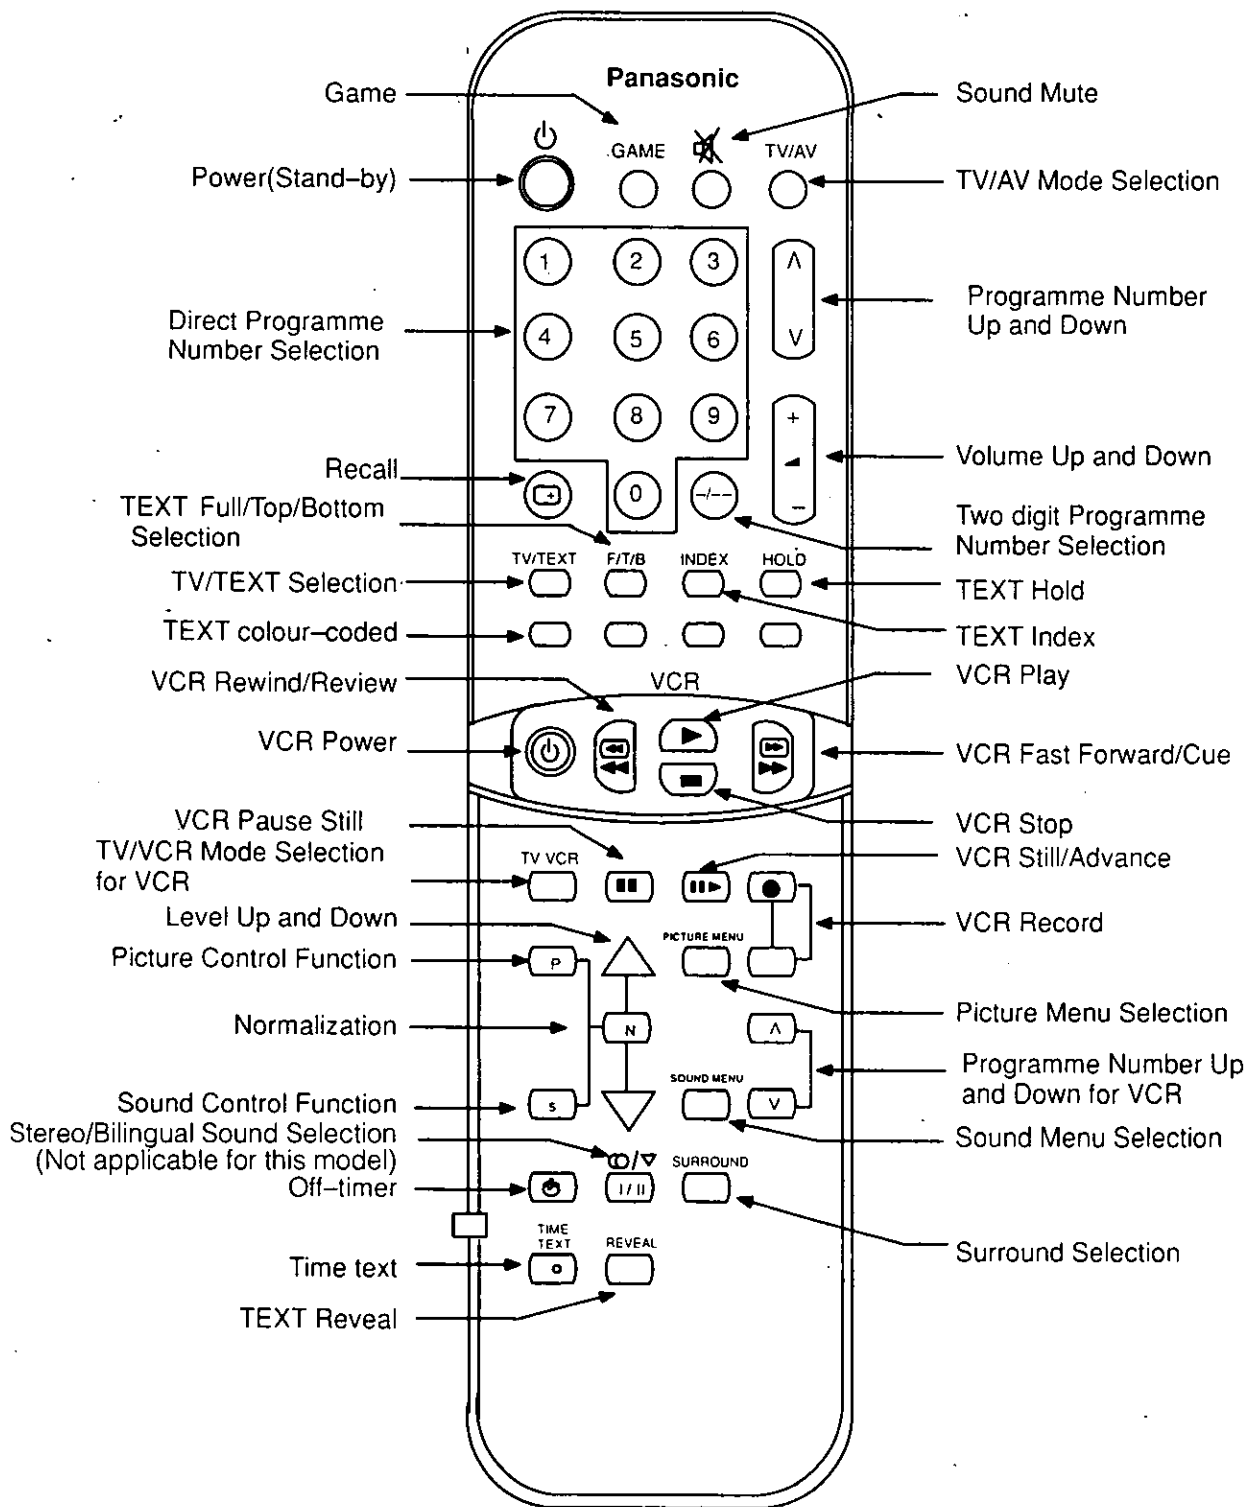 Panasonic
Game
Sound Mute
GAME
TV/AV
Power(Stand–by)
TV/AV Mode Selection
1
2
3
Λ
V
Programme Number
Up and Down
Direct Programme
Number Selection
4
5
6
7
8
9
+
–
Volume Up and Down
Recall
0
–/––
TEXT Full/Top/Bottom
Selection
Two digit Programme
Number Selection
TV/TEXT
F/T/B
INDEX
HOLD
TV/TEXT Selection
TEXT Hold
TEXT colour–coded
TEXT Index
VCR Rewind/Review
VCR
VCR Play
VCR Power
VCR Fast Forward/Cue
VCR Pause Still
VCR Stop
TV/VCR Mode Selection
for VCR
TV VCR
VCR Still/Advance
Level Up and Down
VCR Record
Picture Control Function
P
PICTURE MENU
Normalization
N
Picture Menu Selection
Λ
Programme Number Up
and Down for VCR
SOUND MENU
V
Sound Control Function
S
Stereo/Bilingual Sound Selection
(Not applicable for this model)
Sound Menu Selection
Off–timer
I/II
SURROUND
Surround Selection
TIME
TEXT
REVEAL
Time text
TEXT Reveal